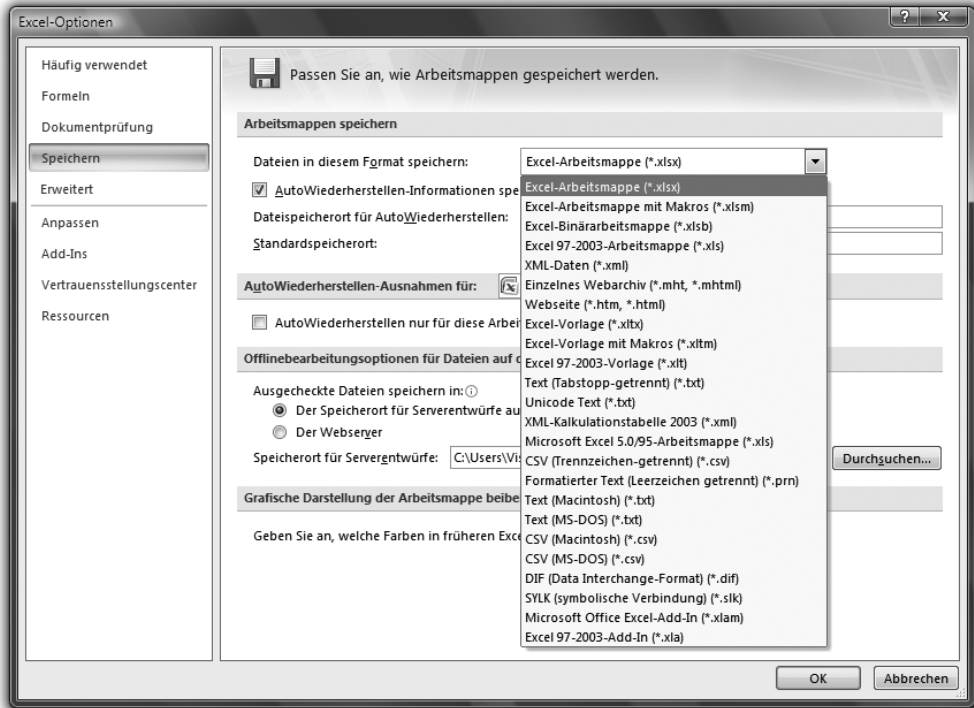 Excel-Optionen
Häufig verwendet
Formeln
Dokumentprüfung
Speichern
Erweitert
Anpassen
Add-Ins
Vertrauensstellungscenter
Ressourcen
Passen Sie an, wie Arbeitsmappen gespeichert werden.
Arbeitsmappen speichern
Dateien in diesem Format speichern: Excel-Arbeitsmappe (*.xlsx)
AutoWiederherstellen-Informationen spe
Dateispeicherort für AutoWiederherstellen:
Standardspeicherort:
AutoWiederherstellen-Ausnahmen für:
AutoWiederherstellen nur für diese Arbei
Offlinebearbeitungsoptionen für Dateien auf d
Ausgecheckte Dateien speichern in:
Der Speicherort für Serverentwürfe au
Der Webserver
Speicherort für Serverentwürfe: C:\Users\Vis
Durchsuchen...
Grafische Darstellung der Arbeitsmappe beibe
Geben Sie an, welche Farben in früheren Exce
Excel-Arbeitsmappe (*.xlsx)
Excel-Arbeitsmappe mit Makros (*.xlsm)
Excel-Binärarbeitsmappe (*.xlsb)
Excel 97-2003-Arbeitsmappe (*.xls)
XML-Daten (*.xml)
Einzelnes Webarchiv (*.mht, *.mhtml)
Webseite (*.htm, *.html)
Excel-Vorlage (*.xltx)
Excel-Vorlage mit Makros (*.xltm)
Excel 97-2003-Vorlage (*.xlt)
Text (Tabstopp-getrennt) (*.txt)
Unicode Text (*.txt)
XML-Kalkulationstabelle 2003 (*.xml)
Microsoft Excel 5.0/95-Arbeitsmappe (*.xls)
CSV (Trennzeichen-getrennt) (*.csv)
Formatierter Text (Leerzeichen getrennt) (*.prn)
Text (Macintosh) (*.txt)
Text (MS-DOS) (*.txt)
CSV (Macintosh) (*.csv)
CSV (MS-DOS) (*.csv)
DIF (Data Interchange-Format) (*.dif)
SYLK (symbolische Verbindung) (*.slk)
Microsoft Office Excel-Add-In (*.xlam)
Excel 97-2003-Add-In (*.xla)
OK
Abbrechen